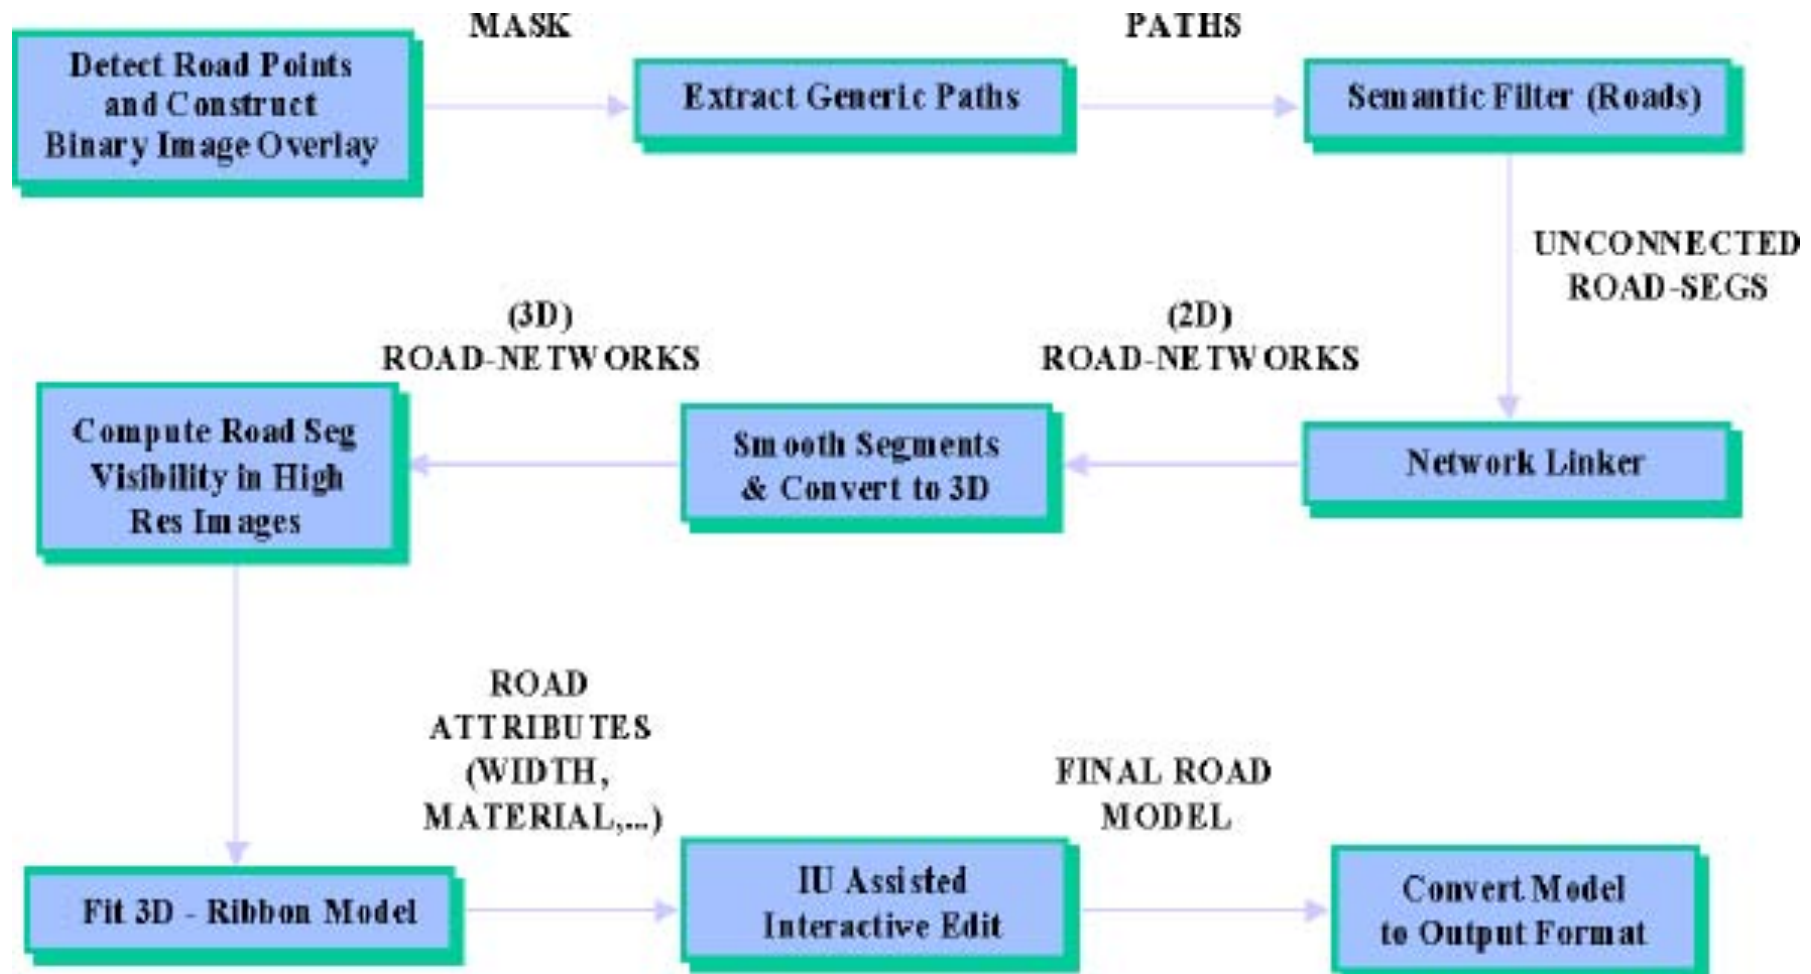 MASK
PATHS
Detect Road Points
and Construct
Binary Image Overlay
Extract Generic Paths
Semantic Filter (Roads)
UNCONNECTED
ROAD-SEGS
(3D)
ROAD-NETWORKS
(2D)
ROAD-NETWORKS
Compute Road Seg
Visibility in High
Res Images
Smooth Segments
& Convert to 3D
Network Linker
ROAD
ATTRIBUTES
(WIDTH,
MATERIAL,...)
FINAL ROAD
MODEL
Fit 3D - Ribbon Model
IU Assisted
Interactive Edit
Convert Model
to Output Format